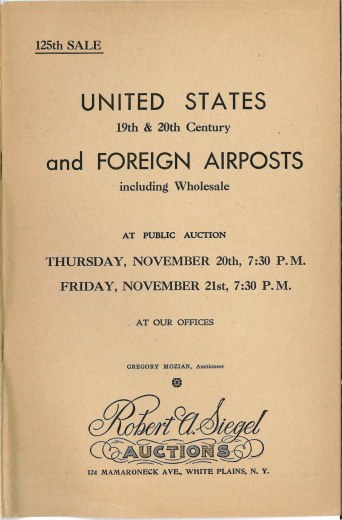 125th SALE
UNITED STATES
19th & 20th Century
and FOREIGN AIRPOSTS
including Wholesale
AT PUBLIC AUCTION
THURSDAY, NOVEMBER 20th, 7:30 P.M.
FRIDAY, NOVEMBER 21st, 7:30 P.M.
AT OUR OFFICES
GREGORY MOZIAN, Auctioneer
Robert A. Siegel
AUCTIONS
124 MAMARONECK AVE., WHITE PLAINS, N. Y.